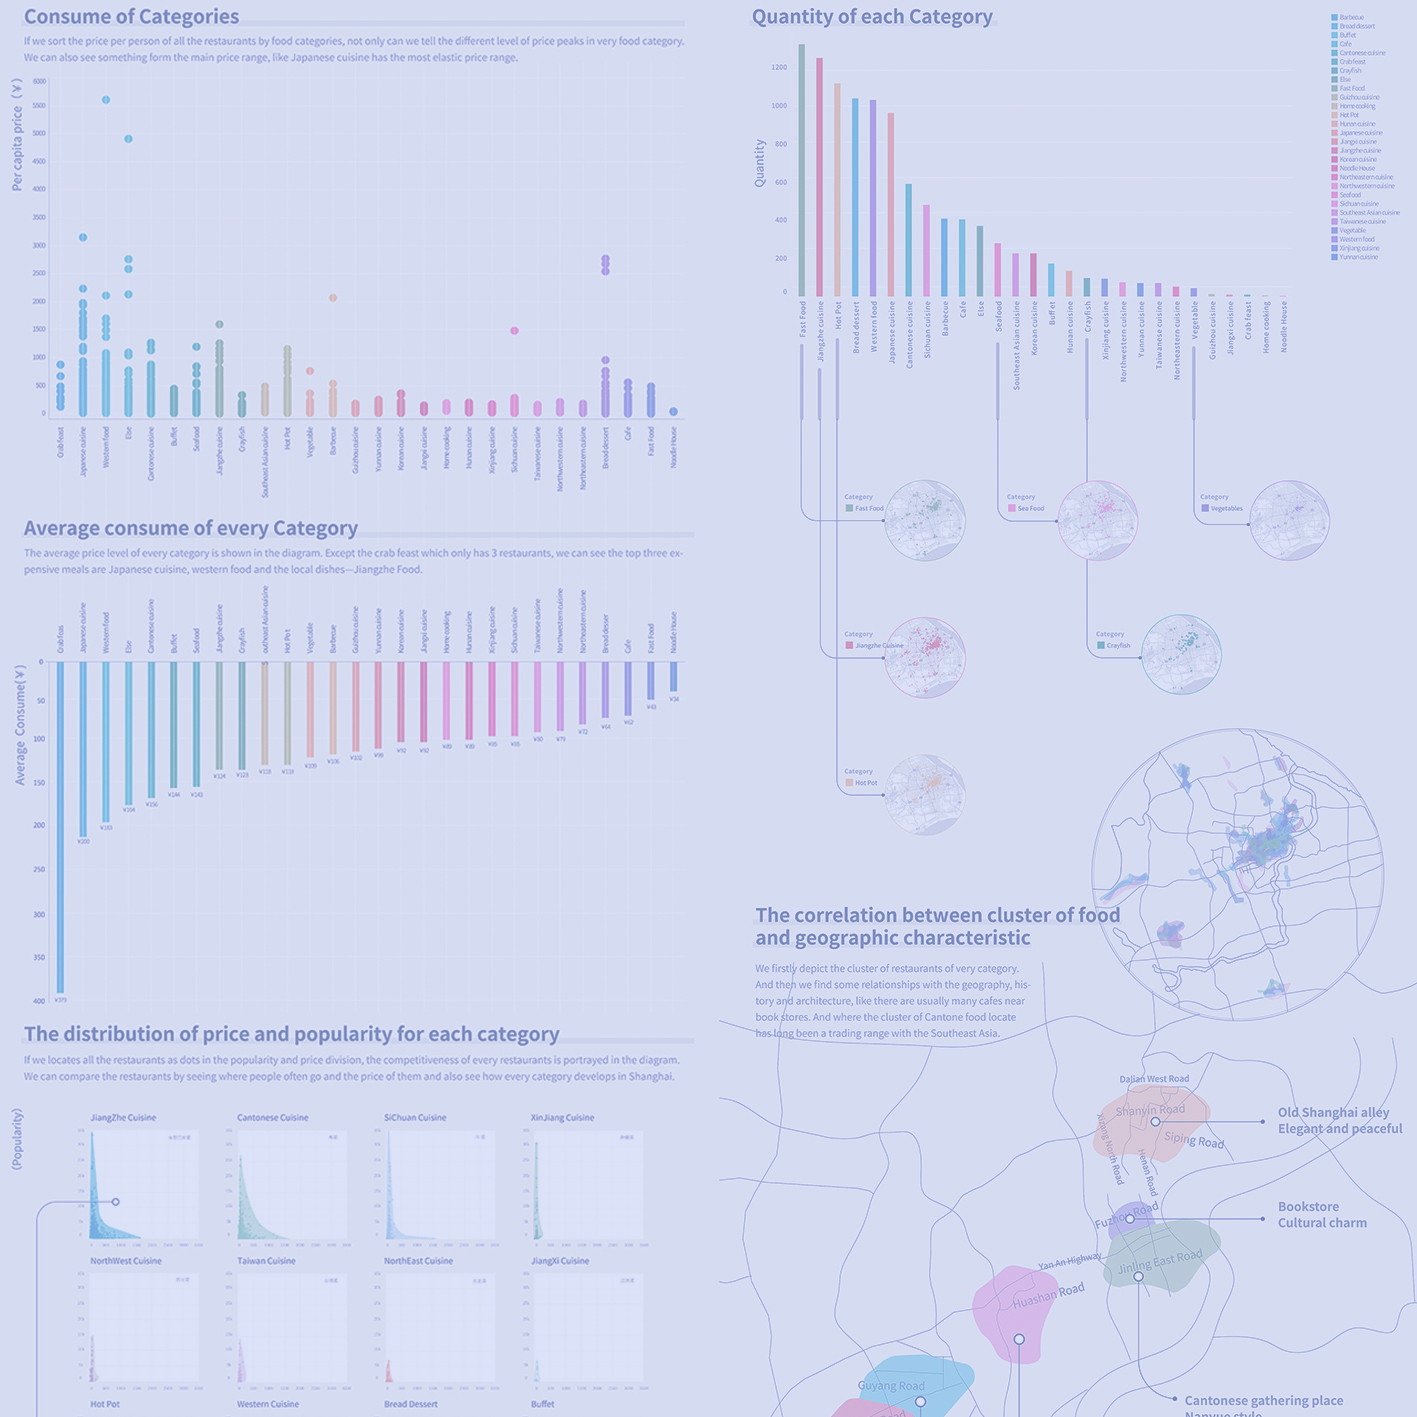 Consume of Categories
If we sort the price per person of all the restaurants by food categories, not only can we tell the different level of price peaks in very food category.
We can also see something form the main price range, like Japanese cuisine has the most elastic price range.
Per capita price（¥）
6000
5500
5000
4500
4000
3500
3000
2500
2000
1500
1000
500
0
Crab feast
Japanese cuisine
Western food
Else
Cantonese cuisine
Buffet
Seafood
Jiangzhe cuisine
Crayfish
Southeast Asian cuisine
Hot Pot
Vegetable
Barbecue
Guizhou cuisine
Yunnan cuisine
Korean cuisine
Jiangxi cuisine
Home cooking
Hunan cuisine
Xinjiang cuisine
Sichuan cuisine
Taiwanese cuisine
Northwestern cuisine
Northeastern cuisine
Bread dessert
Cafe
Fast Food
Noodle House
Average consume of every Category
The average price level of every category is shown in the diagram. Except the crab feast which only has 3 restaurants, we can see the top three ex-
pensive meals are Japanese cuisine, western food and the local dishes—Jiangzhe Food.
Crab feas
Japanese cuisine
Western food
Else
Cantonese cuisine
Buffet
Seafood
Jiangzhe cuisine
Crayfish
outheast Asian cuisine
Hot Pot
Vegetable
Barbecue
Guizhou cuisine
Yunnan cuisine
Korean cuisine
Jiangxi cuisine
Home cooking
Hunan cuisine
Xinjiang cuisine
Sichuan cuisine
Taiwanese cuisine
Northwestern cuisine
Northeastern cuisine
Bread desser
Cafe
Fast Food
Noodle House
Average Consume(¥)
0
50
100
150
200
250
300
350
400
¥379
¥203
¥183
¥164
¥156
¥144
¥143
¥124
¥123
¥118
¥118
¥109
¥106
¥102
¥99
¥92
¥92
¥89
¥89
¥85
¥85
¥80
¥79
¥72
¥64
¥62
¥43
¥34
The distribution of price and popularity for each category
If we locates all the restaurants as dots in the popularity and price division, the competitiveness of every restaurants is portrayed in the diagram.
We can compare the restaurants by seeing where people often go and the price of them and also see how every category develops in Shanghai.
(Popularity)
JiangZhe Cuisine
Cantonese Cuisine
SiChuan Cuisine
XinJiang Cuisine
NorthWest Cuisine
Taiwan Cuisine
NorthEast Cuisine
JiangXi Cuisine
Hot Pot
Western Cuisine
Bread Dessert
Buffet
Quantity of each Category
Quantity
1200
1000
800
600
400
200
0
Fast Food
Jiangzhe cuisine
Hot Pot
Bread dessert
Western food
Japanese cuisine
Cantonese cuisine
Sichuan cuisine
Barbecue
Cafe
Else
Seafood
Southeast Asian cuisine
Korean cuisine
Buffet
Hunan cuisine
Crayfish
Xinjiang cuisine
Northwestern cuisine
Yunnan cuisine
Taiwanese cuisine
Northeastern cuisine
Vegetable
Guizhou cuisine
Jiangxi cuisine
Crab feast
Home cooking
Noodle House
Barbecue
Bread dessert
Buffet
Cafe
Cantonese cuisine
Crab feast
Crayfish
Else
Fast Food
Guizhou cuisine
Home cooking
Hot Pot
Hunan cuisine
Japanese cuisine
Jiangxi cuisine
Jiangzhe cuisine
Korean cuisine
Noodle House
Northeastern cuisine
Northwestern cuisine
Seafood
Sichuan cuisine
Southeast Asian cuisine
Taiwanese cuisine
Vegetable
Western food
Xinjiang cuisine
Yunnan cuisine
Category
Fast Food
Category
Sea Food
Category
Vegetables
Category
Jiangzhe Cuisine
Category
Crayfish
Category
Hot Pot
The correlation between cluster of food
and geographic characteristic
We firstly depict the cluster of restaurants of very category.
And then we find some relationships with the geography, his-
tory and architecture, like there are usually many cafes near
book stores. And where the cluster of Cantone food locate
has long been a trading range with the Southeast Asia.
Dalian West Road
Shanyin Road
Siping Road
Xizang North Road
Henan Road
Old Shanghai alley
Elegant and peaceful
Fuzhou Road
Bookstore
Cultural charm
Yan An Highway
Jinling East Road
Huashan Road
Guyang Road
Road
Cantonese gathering place
Nanyue style